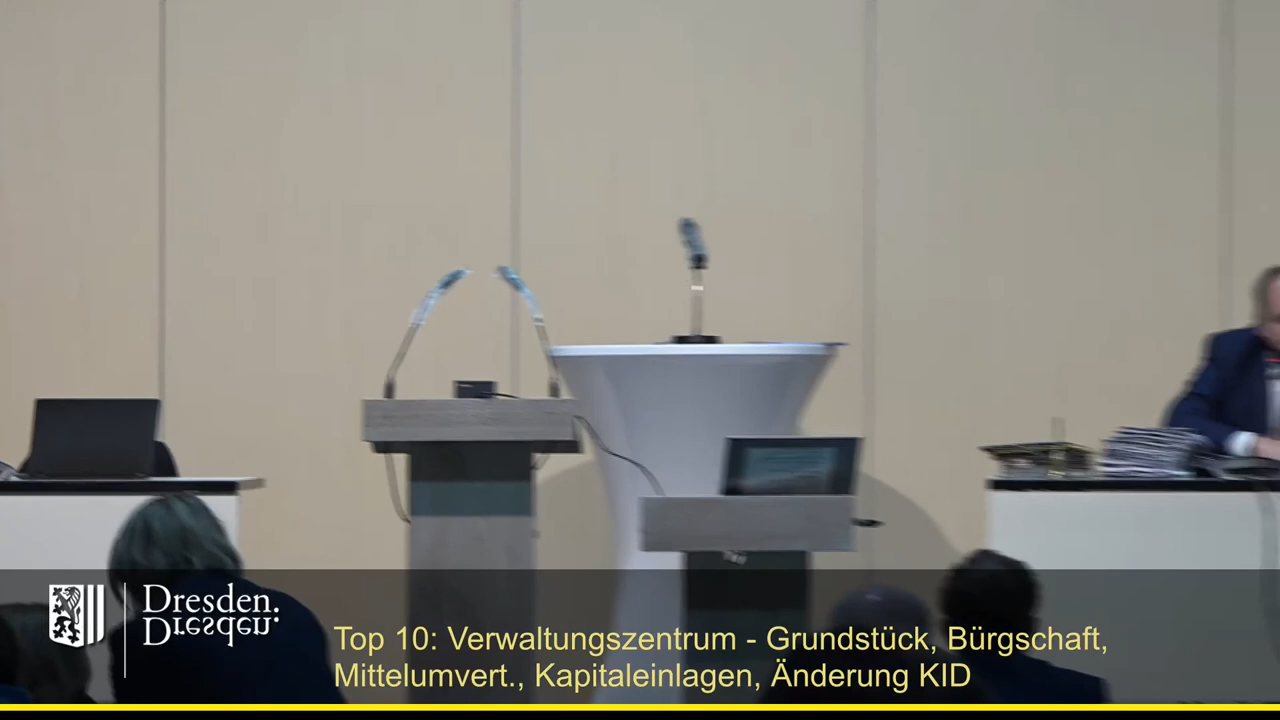 Dresden.
Dresden.
Top 10: Verwaltungszentrum - Grundstück, Bürgschaft,
Mittelumvert., Kapitaleinlagen, Änderung KID